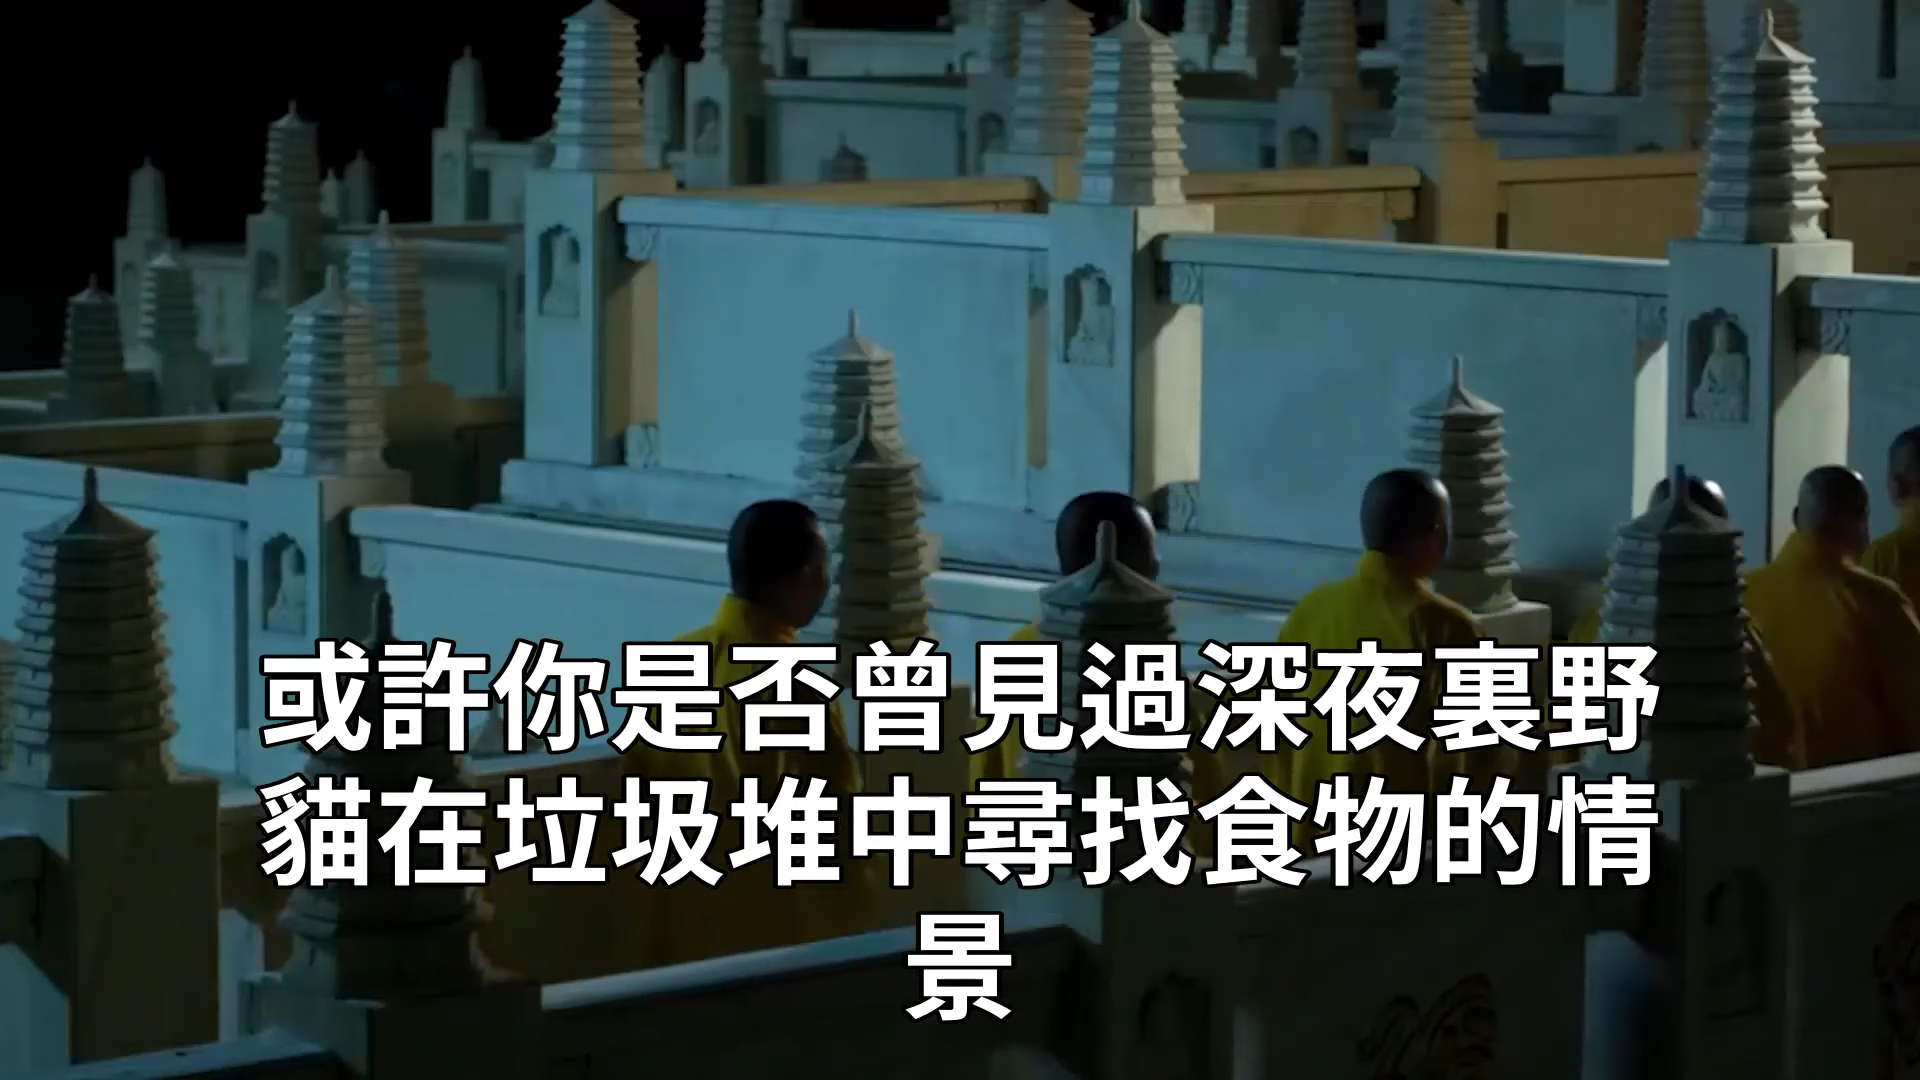 或許你是否曾見過深夜裏野
貓在垃圾堆中尋找食物的情
景